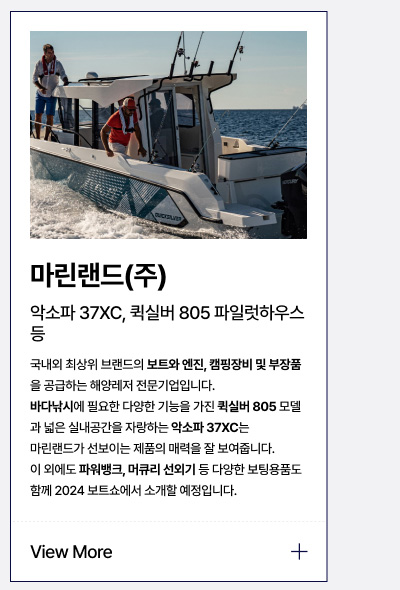 QUICKSILVER
마린랜드(주)
악소파 37XC, 퀵실버 805 파일럿하우스
등
국내외 최상위 브랜드의 보트와 엔진, 캠핑장비 및 부장품
을 공급하는 해양레저 전문기업입니다.
바다낚시에 필요한 다양한 기능을 가진 퀵실버 805 모델
과 넓은 실내공간을 자랑하는 악소파 37XC는
마린랜드가 선보이는 제품의 매력을 잘 보여줍니다.
이 외에도 파워뱅크, 머큐리 선외기 등 다양한 보팅용품도
함께 2024 보트쇼에서 소개할 예정입니다.
View More